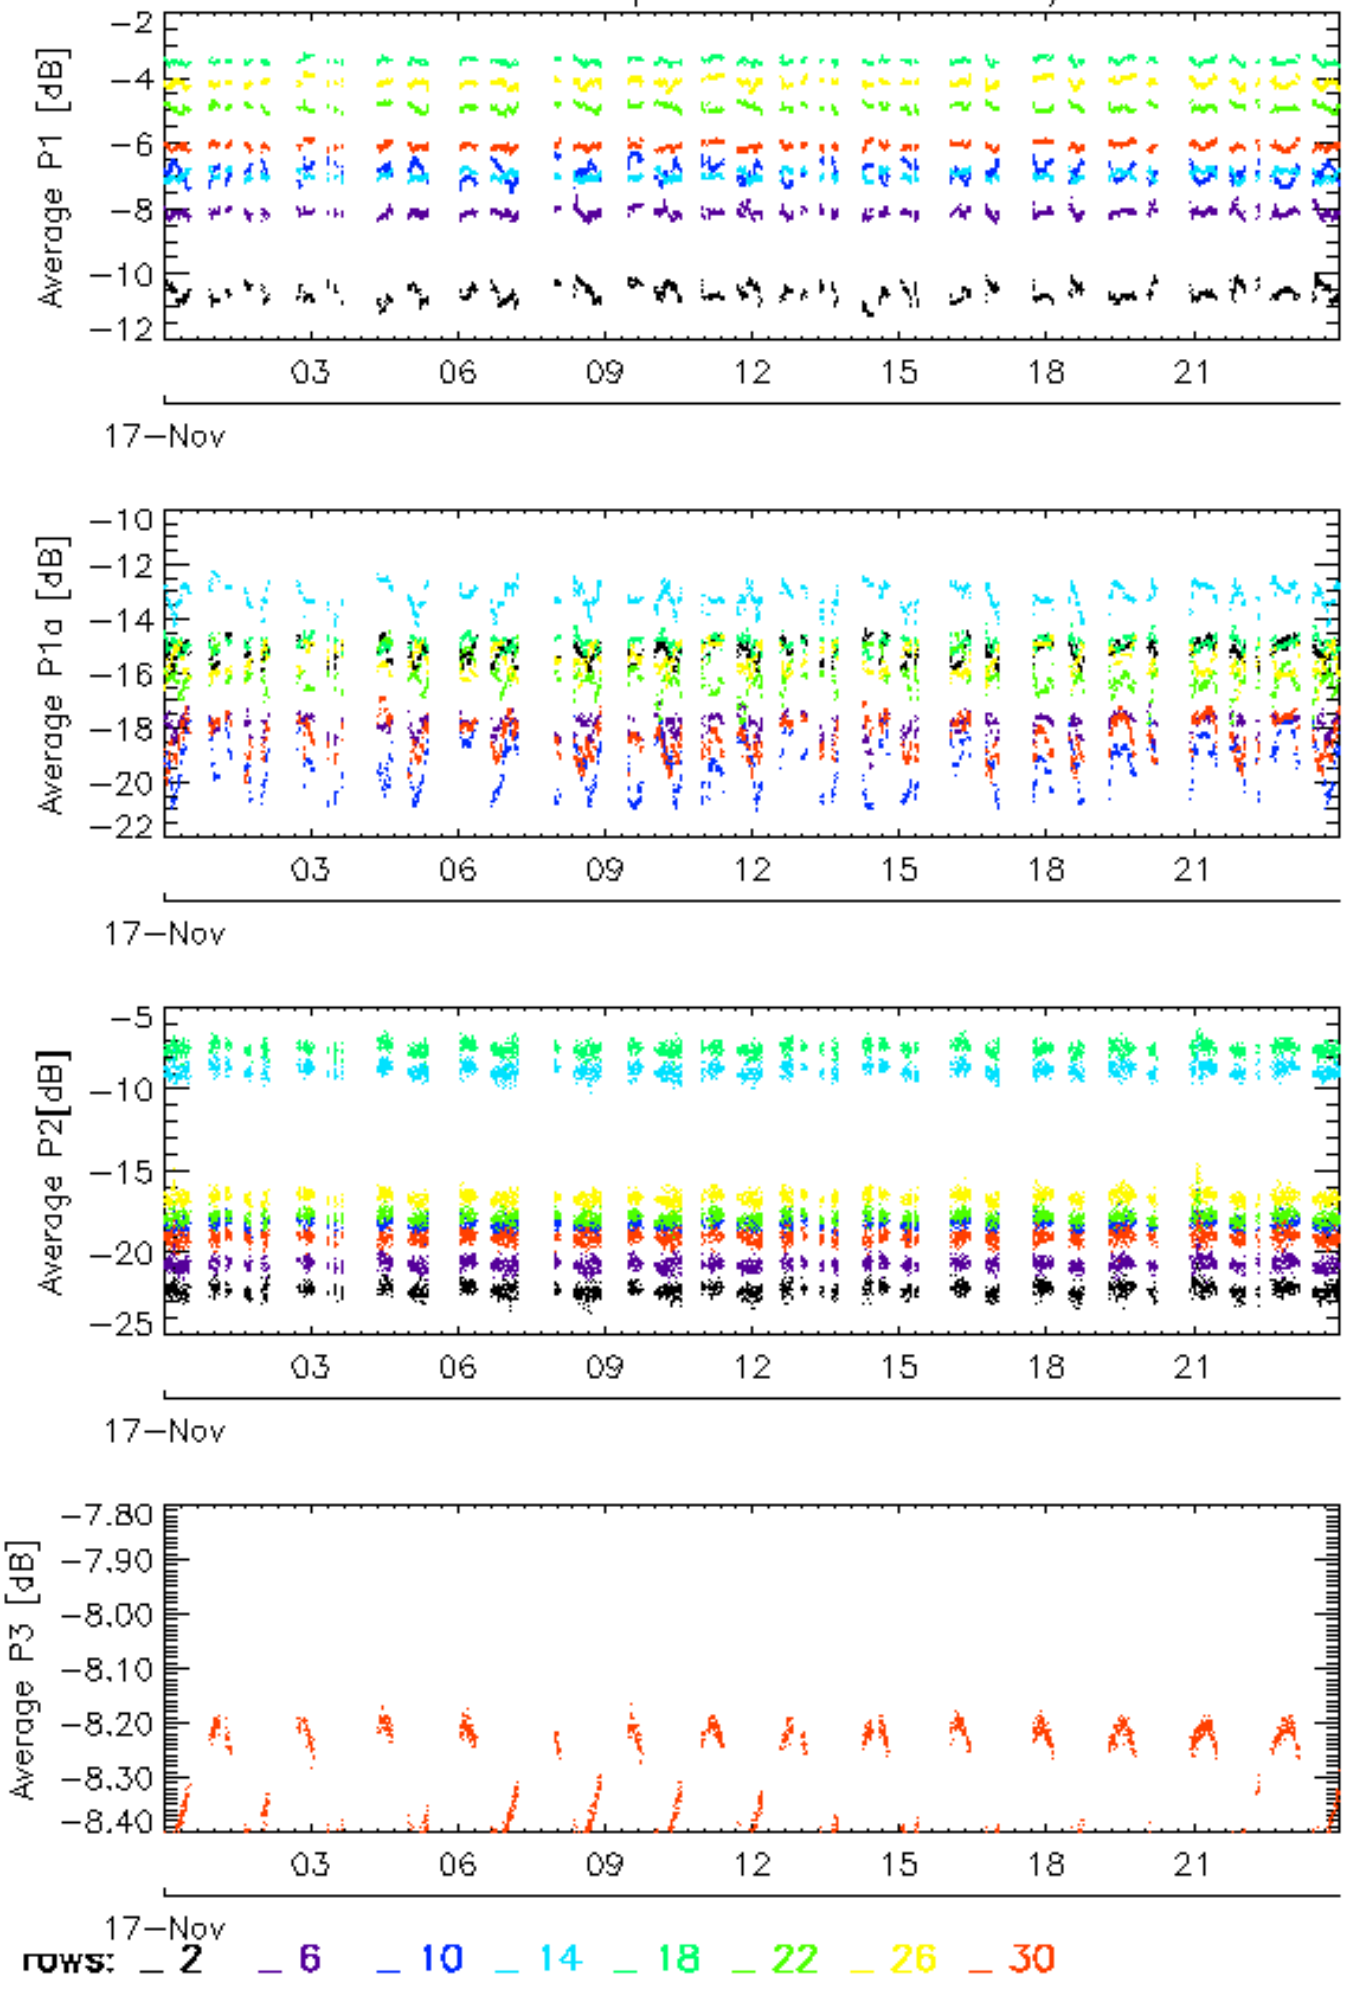 Average P1 [dB]
-2
-4
-6
-8
-10
-12
03 06 09 12 15 18 21
17-Nov
Average P1a [dB]
-10
-12
-14
-16
-18
-20
-22
03 06 09 12 15 18 21
17-Nov
Average P2[dB]
-5
-10
-15
-20
-25
03 06 09 12 15 18 21
17-Nov
Average P3 [dB]
-7.80
-7.90
-8.00
-8.10
-8.20
-8.30
-8.40
03 06 09 12 15 18 21
17-Nov
rows: _ 2 _ 6 _ 10 _ 14 _ 18 _ 22 _ 26 _ 30